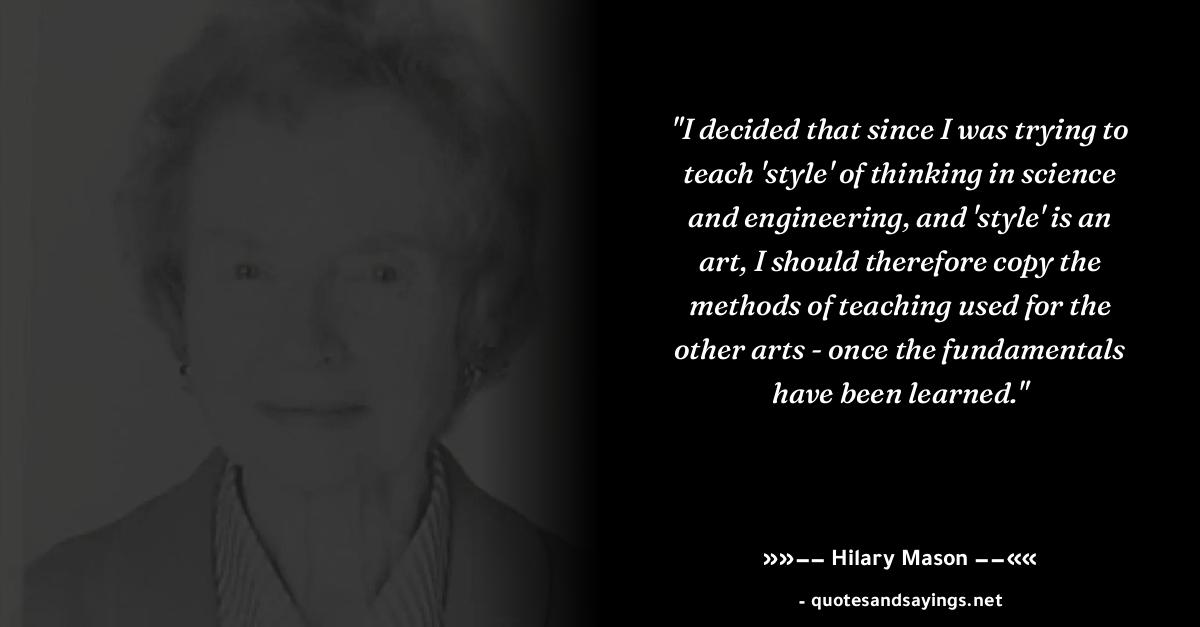 "I decided that since I was trying to
teach 'style' of thinking in science
and engineering, and 'style' is an
art, I should therefore copy the
methods of teaching used for the
other arts - once the fundamentals
have been learned."
»»−− Hilary Mason −−««
- quotesandsayings.net